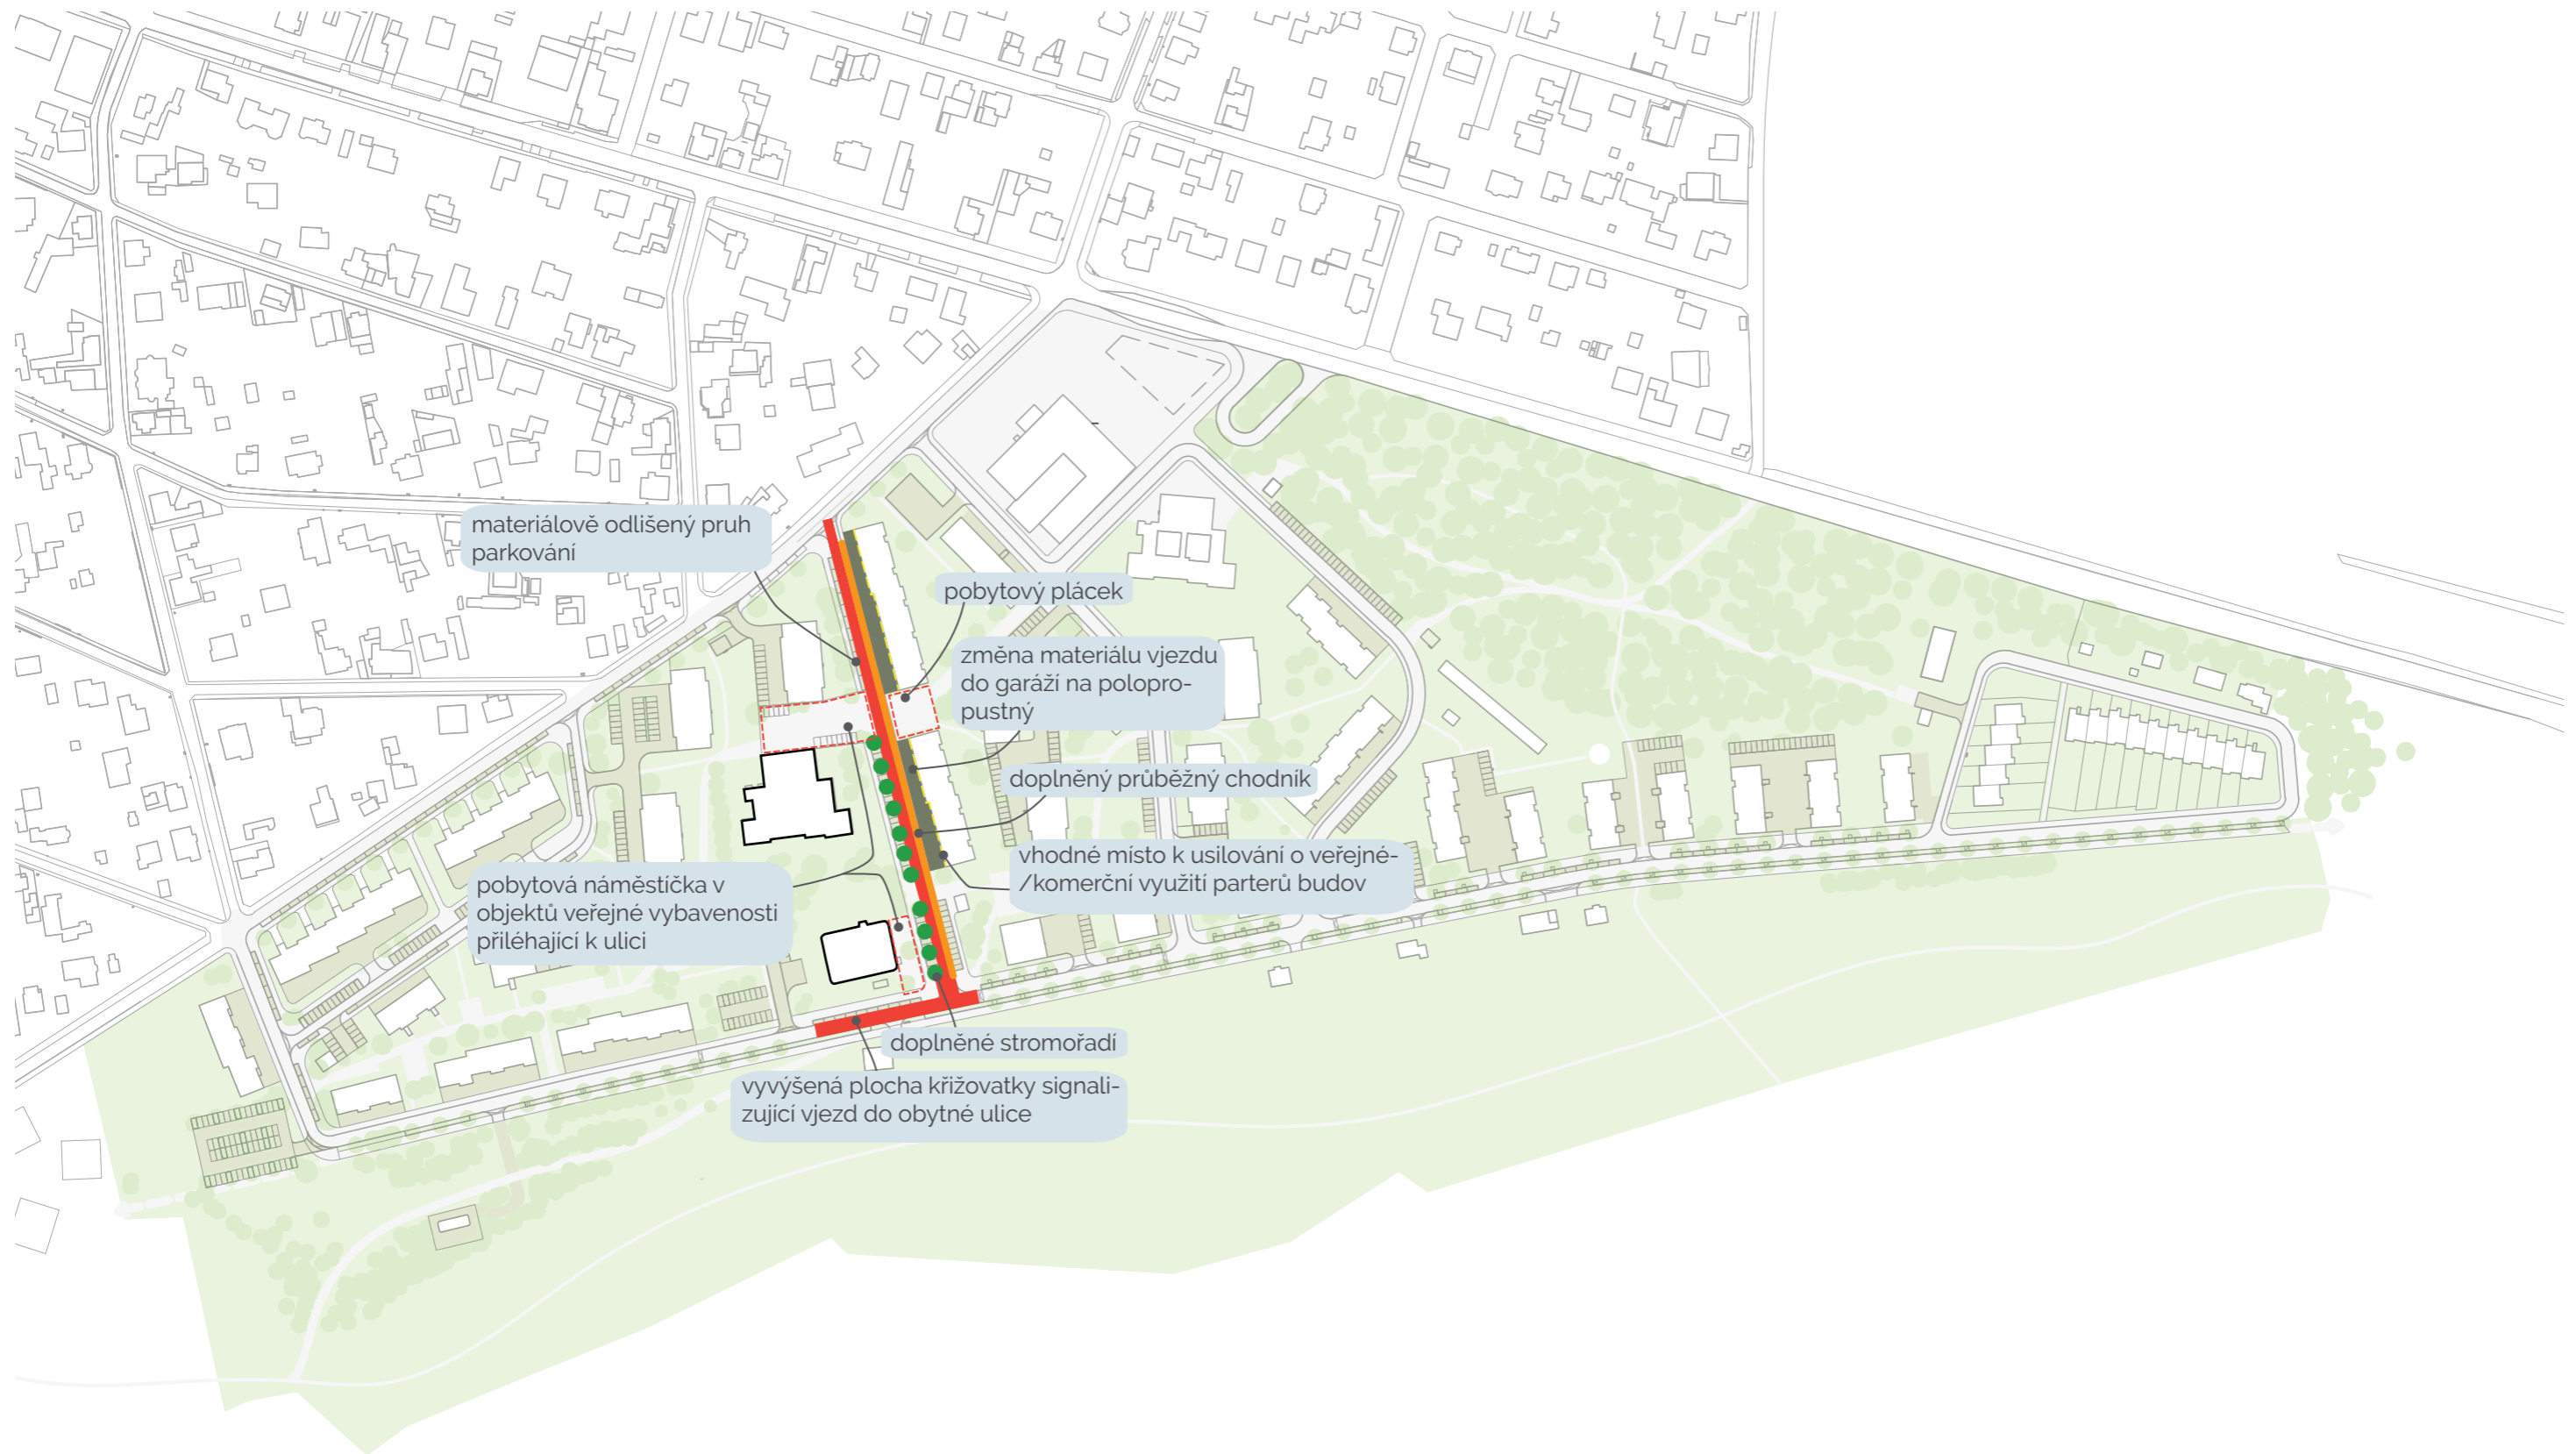 materiálově odlišený pruh
parkování
pobytový plácek
změna materiálu vjezdu
do garáží na polopro-
pustný
doplněný průběžný chodník
vhodné místo k usilování o veřejné-
/komerční využití parterů budov
pobytová náměstíčka v
objektů veřejné vybavenosti
přiléhající k ulici
doplněné stromořadí
vyvýšená plocha křižovatky signali-
zující vjezd do obytné ulice